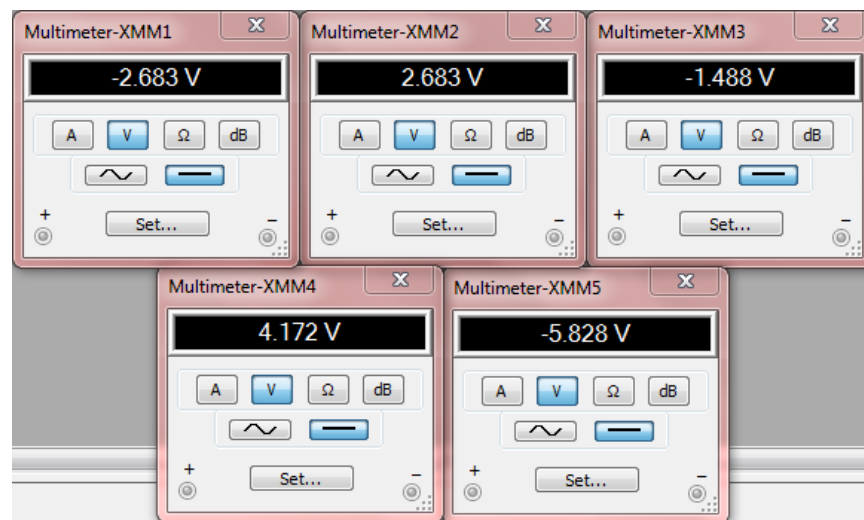 Multimeter-XMM1
-2.683 V
A V Ω dB
+ Set... -
Multimeter-XMM2
2.683 V
A V Ω dB
+ Set... -
Multimeter-XMM3
-1.488 V
A V Ω dB
+ Set... -
Multimeter-XMM4
4.172 V
A V Ω dB
+ Set... -
Multimeter-XMM5
-5.828 V
A V Ω dB
+ Set... -